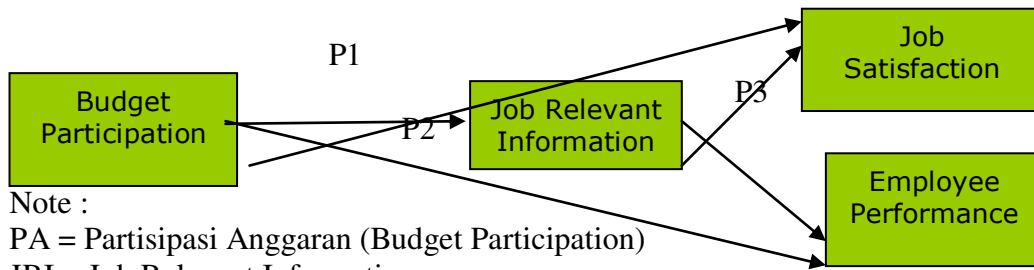 P1
Job
Satisfaction
Budget
Participation
P2
Job Relevant
Information
P3
Employee
Performance
Note :
PA = Partisipasi Anggaran (Budget Participation)